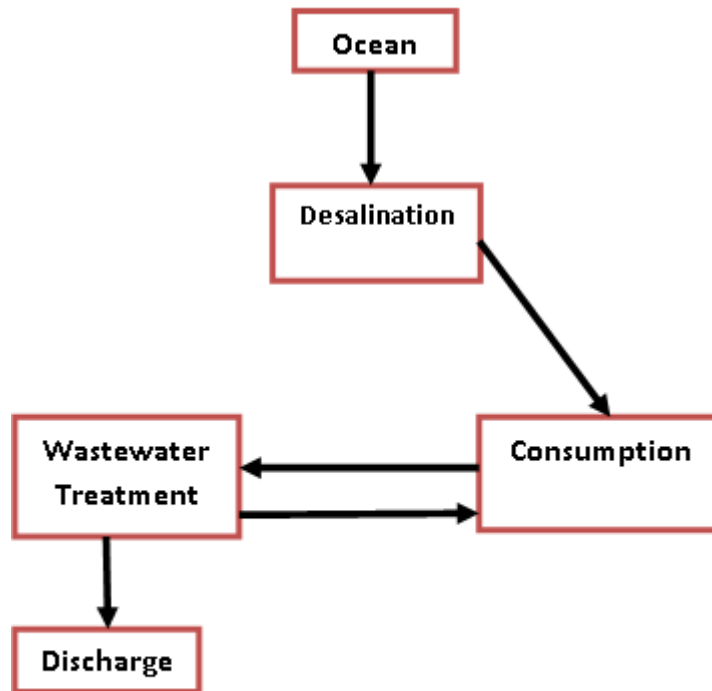 Ocean
Desalination
Wastewater
Treatment
Consumption
Discharge